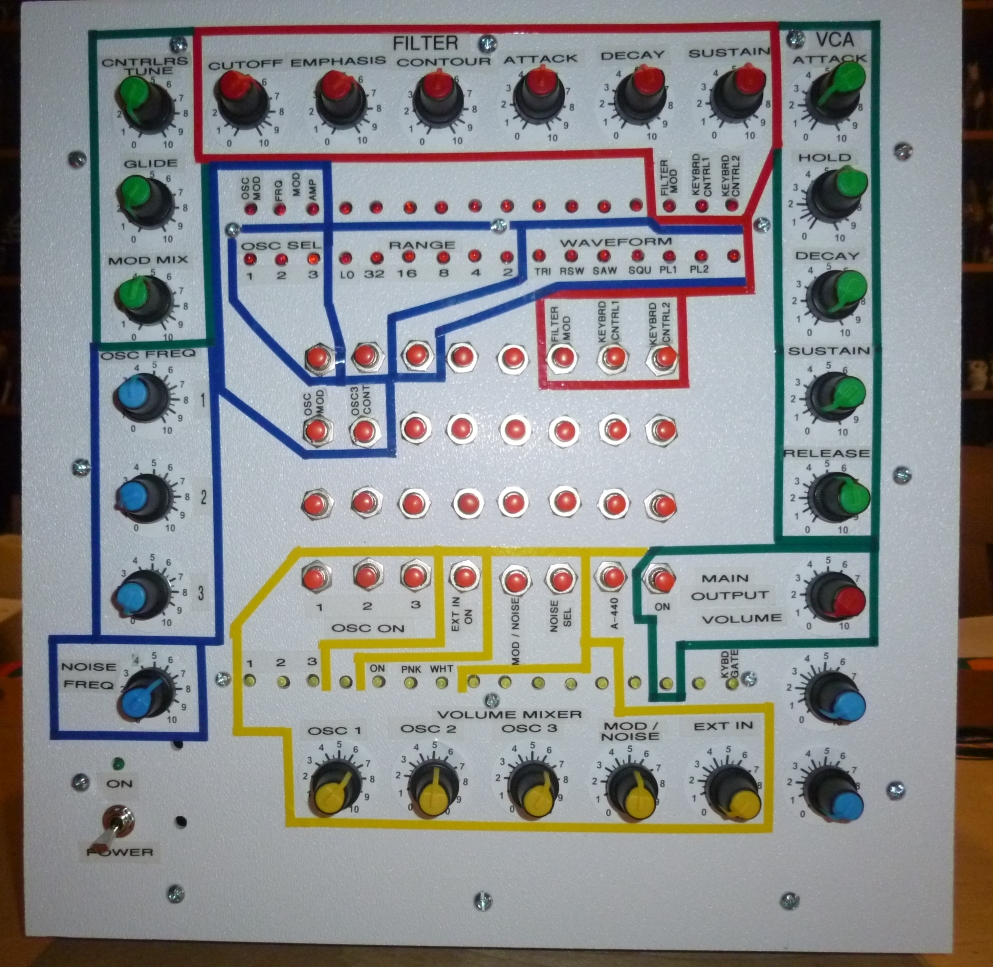 FILTER
VCA
CNTRLRS
TUNE
CUTOFF
EMPHASIS
CONTOUR
ATTACK
DECAY
SUSTAIN
ATTACK
GLIDE
HOLD
OSC
MOD
FRQ
MOD
AMP
FILTER
MOD
KEYBRD
CNTRL1
KEYBRD
CNTRL2
OSC SEL
RANGE
WAVEFORM
1 2 3 LO 32 16 8 4 2 TRI RSW SAW SQU PL1 PL2
MOD MIX
DECAY
FILTER
MOD
KEYBRD
CNTRL1
KEYBRD
CNTRL2
OSC FREQ
1
SUSTAIN
OSC
MOD
OSC3
CONT
RELEASE
2
3
1 2 3
OSC ON
EXT IN
ON
MOD / NOISE
NOISE
SEL
A-440
ON
MAIN
OUTPUT
VOLUME
NOISE
FREQ
1 2 3
ON PNK WHT
KYBD
GATE
VOLUME MIXER
OSC 1
OSC 2
OSC 3
MOD /
NOISE
EXT IN
ON
POWER